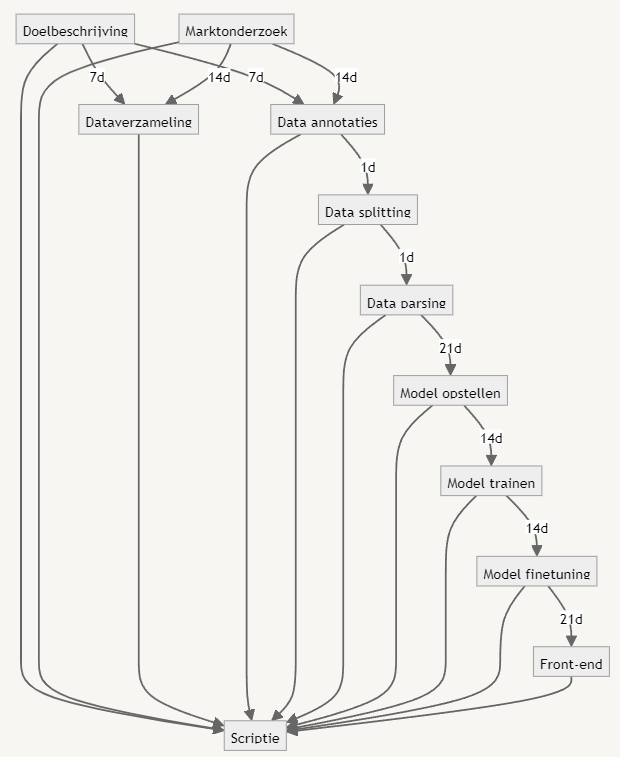 Doelbeschrijving
Marktonderzoek
7d
14d
7d
14d
Dataverzameling
Data annotaties
1d
Data splitting
1d
Data parsing
21d
Model opstellen
14d
Model trainen
14d
Model finetuning
21d
Front-end
Scriptie